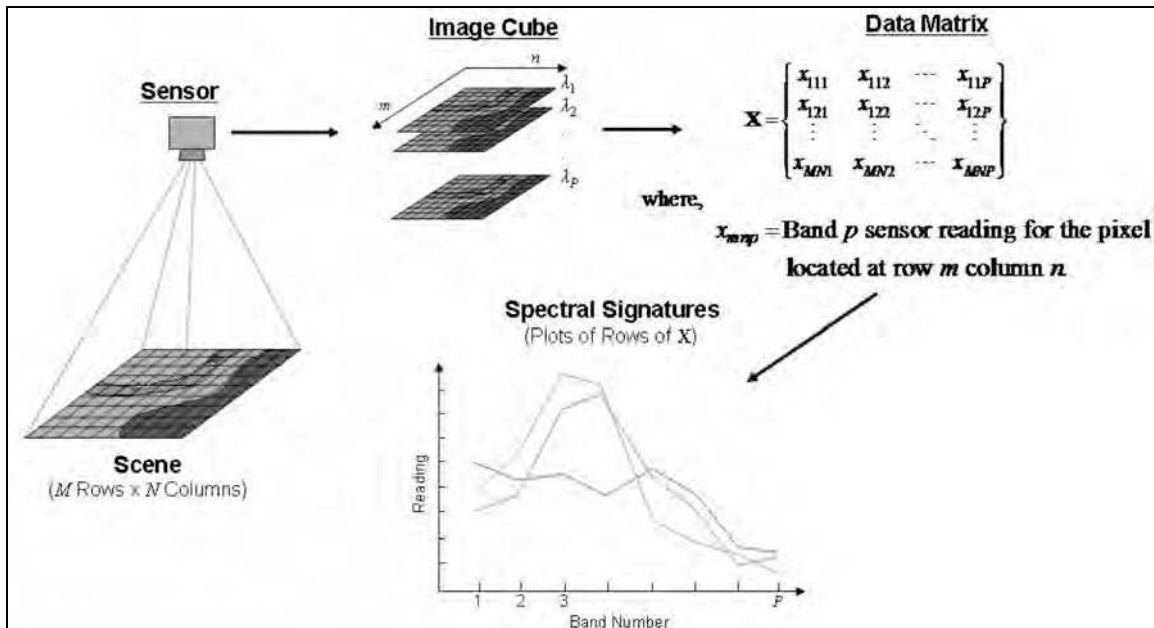 Image Cube
Data Matrix
Sensor
n
m
λ1
λ2
λP
X = { x111 x112 --- x11P
x121 x122 --- x12P
⋮ ⋮ ⋱ ⋮
xMN1 xMN2 --- xMNP }
where,
xmnp = Band p sensor reading for the pixel
located at row m column n
Spectral Signatures
(Plots of Rows of X)
Scene
(M Rows x N Columns)
Reading
1 2 3 P
Band Number